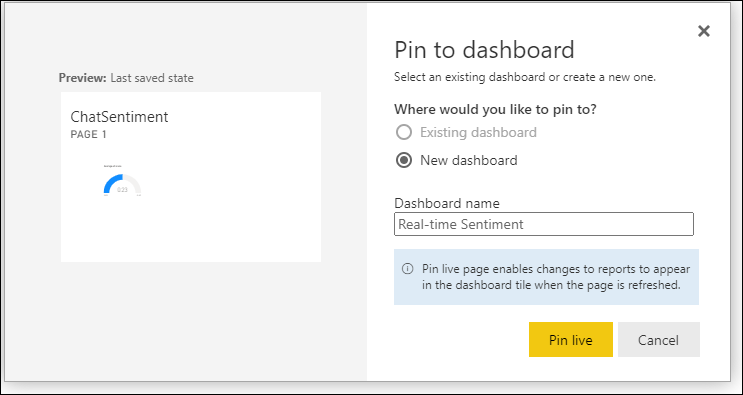 Pin to dashboard
Select an existing dashboard or create a new one.
Preview: Last saved state
ChatSentiment
PAGE 1
0.23
Where would you like to pin to?
Existing dashboard
New dashboard
Dashboard name
Real-time Sentiment
Pin live page enables changes to reports to appear
in the dashboard tile when the page is refreshed.
Pin live
Cancel